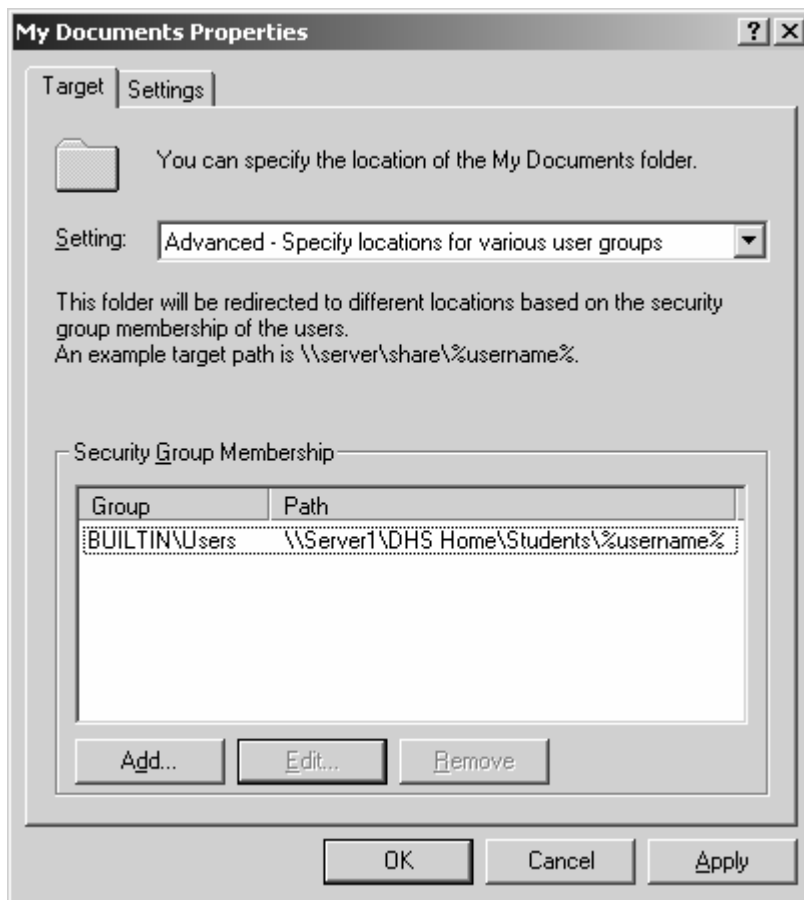 My Documents Properties
Target
Settings
You can specify the location of the My Documents folder.
Setting:
Advanced - Specify locations for various user groups
This folder will be redirected to different locations based on the security
group membership of the users.
An example target path is \\server\share\%username%.
Security Group Membership
Group Path
BUILTIN\Users \\Server1\DHS Home\Students\%username%
Add... Edit... Remove
OK Cancel Apply